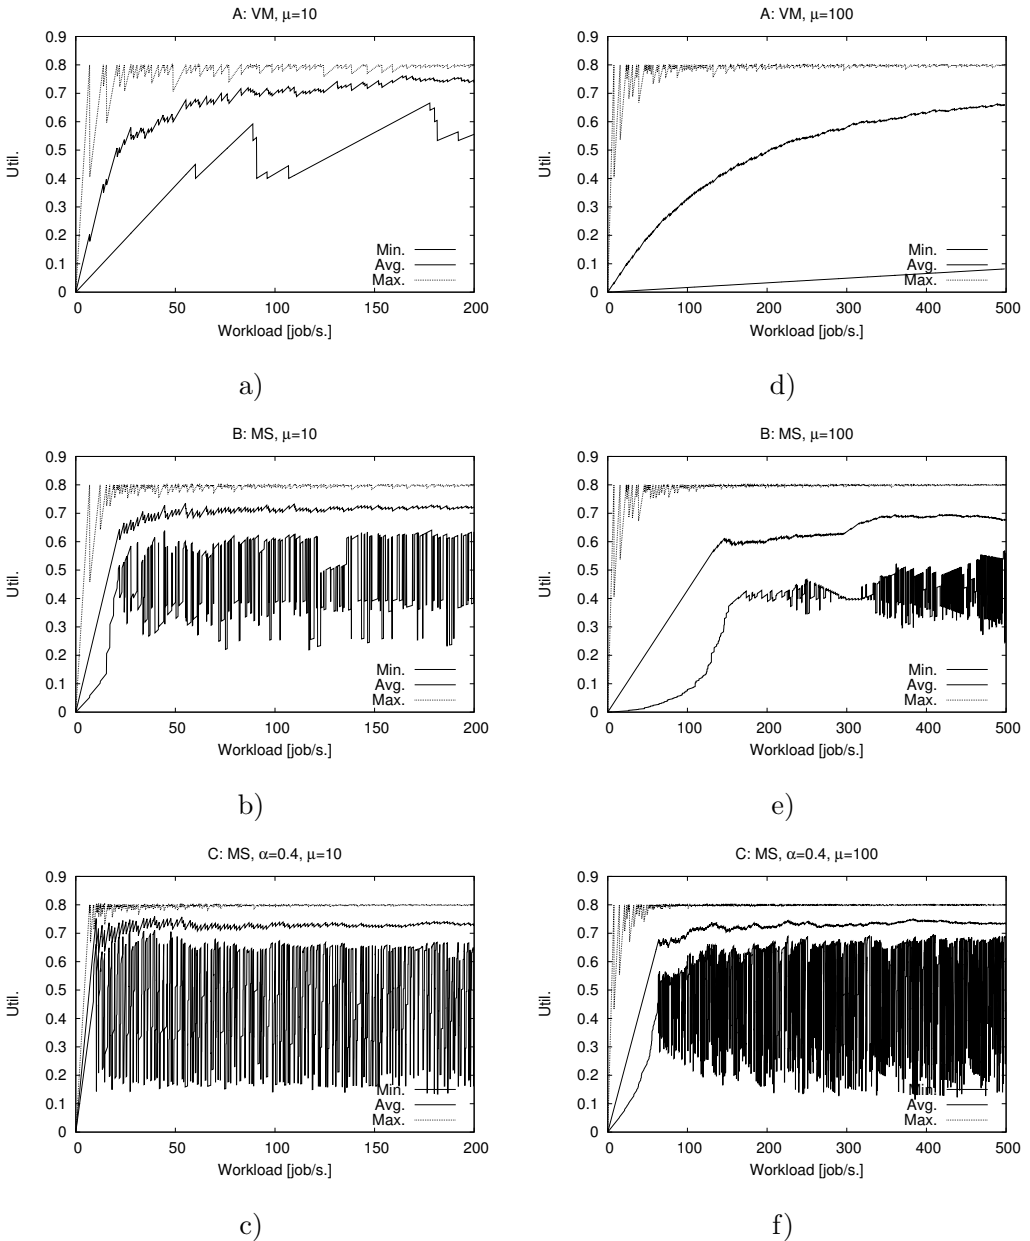 A: VM, μ=10
0.9
0.8
0.7
0.6
0.5
0.4
0.3
0.2
0.1
0
Util.
Min.
Avg.
Max.
0 50 100 150 200
Workload [job/s.]
a)
A: VM, μ=100
0.9
0.8
0.7
0.6
0.5
0.4
0.3
0.2
0.1
0
Util.
Min.
Avg.
Max.
0 100 200 300 400 500
Workload [job/s.]
d)
B: MS, μ=10
0.9
0.8
0.7
0.6
0.5
0.4
0.3
0.2
0.1
0
Util.
Min.
Avg.
Max.
0 50 100 150 200
Workload [job/s.]
b)
B: MS, μ=100
0.9
0.8
0.7
0.6
0.5
0.4
0.3
0.2
0.1
0
Util.
Min.
Avg.
Max.
0 100 200 300 400 500
Workload [job/s.]
e)
C: MS, α=0.4, μ=10
0.9
0.8
0.7
0.6
0.5
0.4
0.3
0.2
0.1
0
Util.
Min.
Avg.
Max.
0 50 100 150 200
Workload [job/s.]
c)
C: MS, α=0.4, μ=100
0.9
0.8
0.7
0.6
0.5
0.4
0.3
0.2
0.1
0
Util.
Min.
Avg.
Max.
0 100 200 300 400 500
Workload [job/s.]
f)